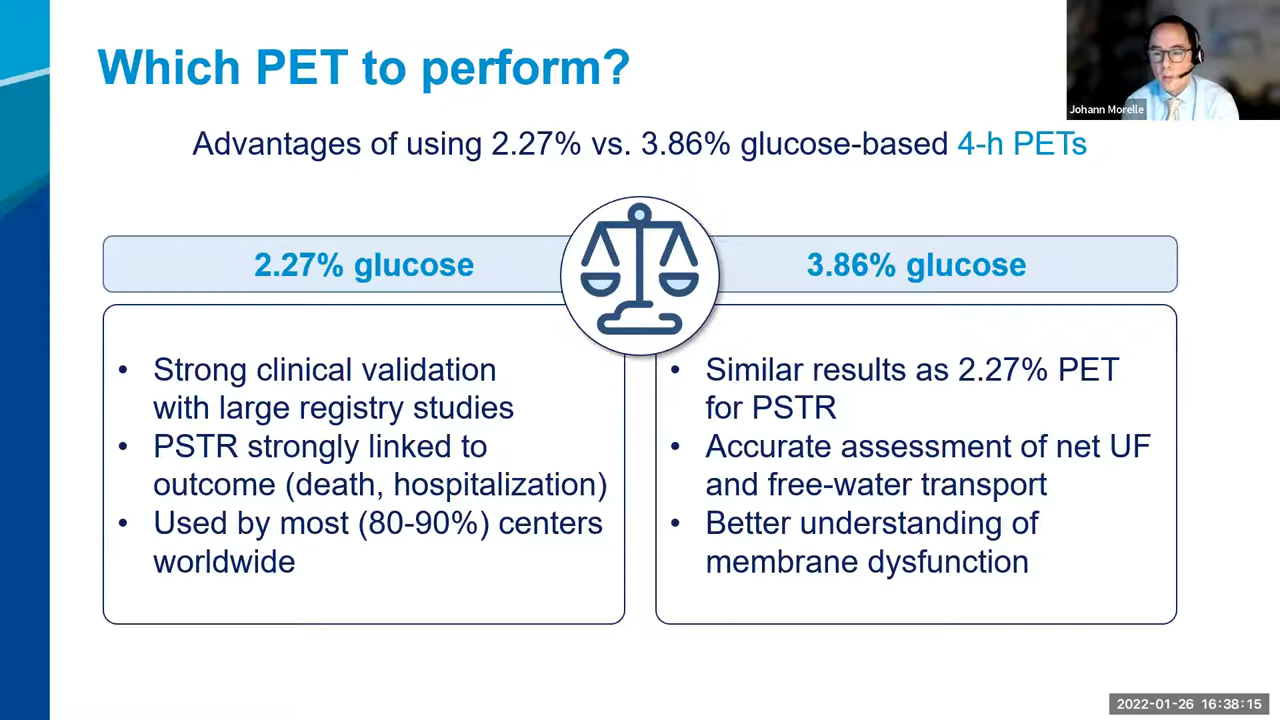 Which PET to perform?
Johann Morelle
Advantages of using 2.27% vs. 3.86% glucose-based 4-h PETs
2.27% glucose
3.86% glucose
• Strong clinical validation
with large registry studies
• PSTR strongly linked to
outcome (death, hospitalization)
• Used by most (80-90%) centers
worldwide
• Similar results as 2.27% PET
for PSTR
• Accurate assessment of net UF
and free-water transport
• Better understanding of
membrane dysfunction
2022-01-26 16:38:15